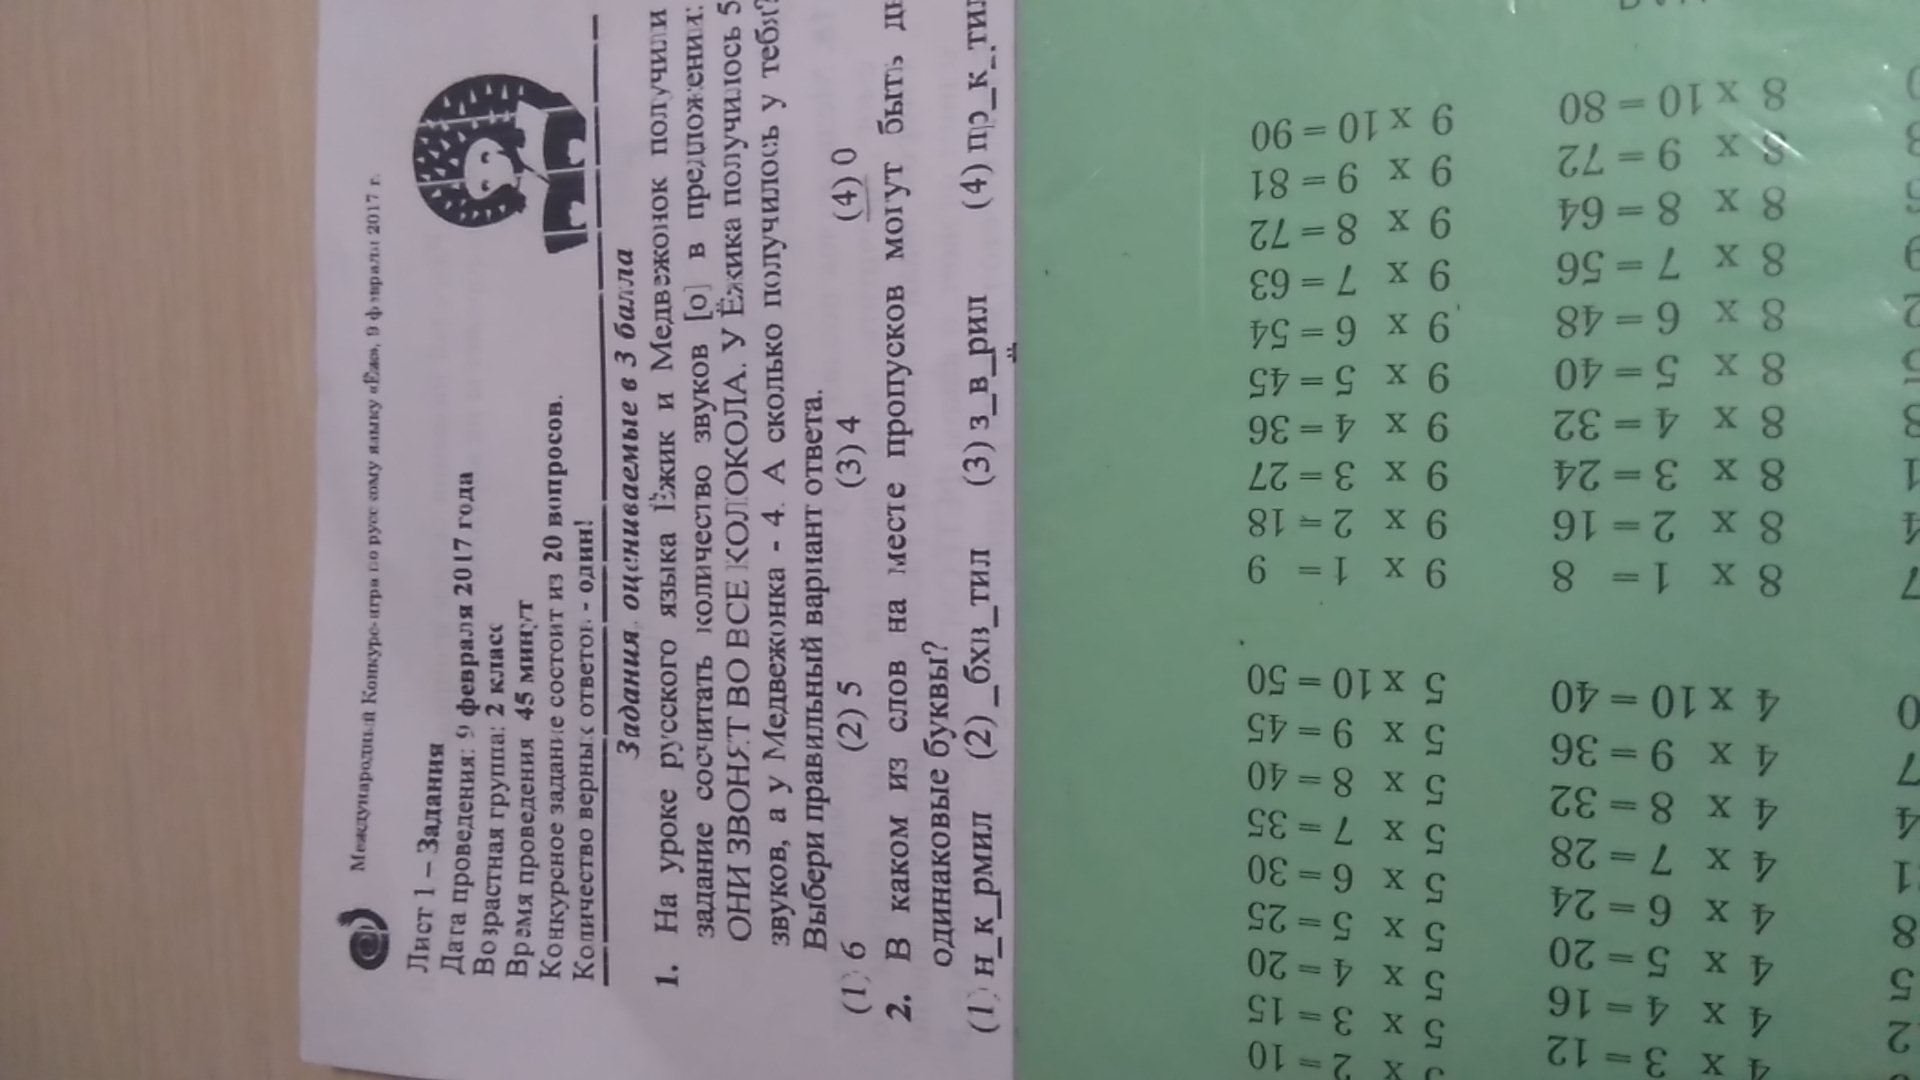 Международный Конкурс-игра по русскому языку «Ёж», 9 февраля 2017 г.
Лист 1 – Задания
Дата проведения: 9 февраля 2017 года
Возрастная группа: 2 класс
Время проведения 45 минут
Конкурсное задание состоит из 20 вопросов.
Количество верных ответов - один!
Задания, оцениваемые в 3 балла
1. На уроке русского языка Ёжик и Медвежонок получили
задание сосчитать количество звуков [о] в предложении:
ОНИ ЗВОНЯТ ВО ВСЕ КОЛОКОЛА. У Ёжика получилось 5
звуков, а у Медвежонка - 4. А сколько получилось у тебя?
Выбери правильный вариант ответа.
(1) 6 (2) 5 (3) 4 (4) 0
2. В каком из слов на месте пропусков могут быть
одинаковые буквы?
(1) н_к_рмил (2) _бхв_тил (3) з_в_рил (4) пр_к_тил
9 x 1 = 9
9 x 2 = 18
9 x 3 = 27
9 x 4 = 36
9 x 5 = 45
9 x 6 = 54
9 x 7 = 63
9 x 8 = 72
9 x 9 = 81
9 x 10 = 90
8 x 1 = 8
8 x 2 = 16
8 x 3 = 24
8 x 4 = 32
8 x 5 = 40
8 x 6 = 48
8 x 7 = 56
8 x 8 = 64
8 x 9 = 72
8 x 10 = 80
5 x 2 = 10
5 x 3 = 15
5 x 4 = 20
5 x 5 = 25
5 x 6 = 30
5 x 7 = 35
5 x 8 = 40
5 x 9 = 45
5 x 10 = 50
4 x 3 = 12
4 x 4 = 16
4 x 5 = 20
4 x 6 = 24
4 x 7 = 28
4 x 8 = 32
4 x 9 = 36
4 x 10 = 40